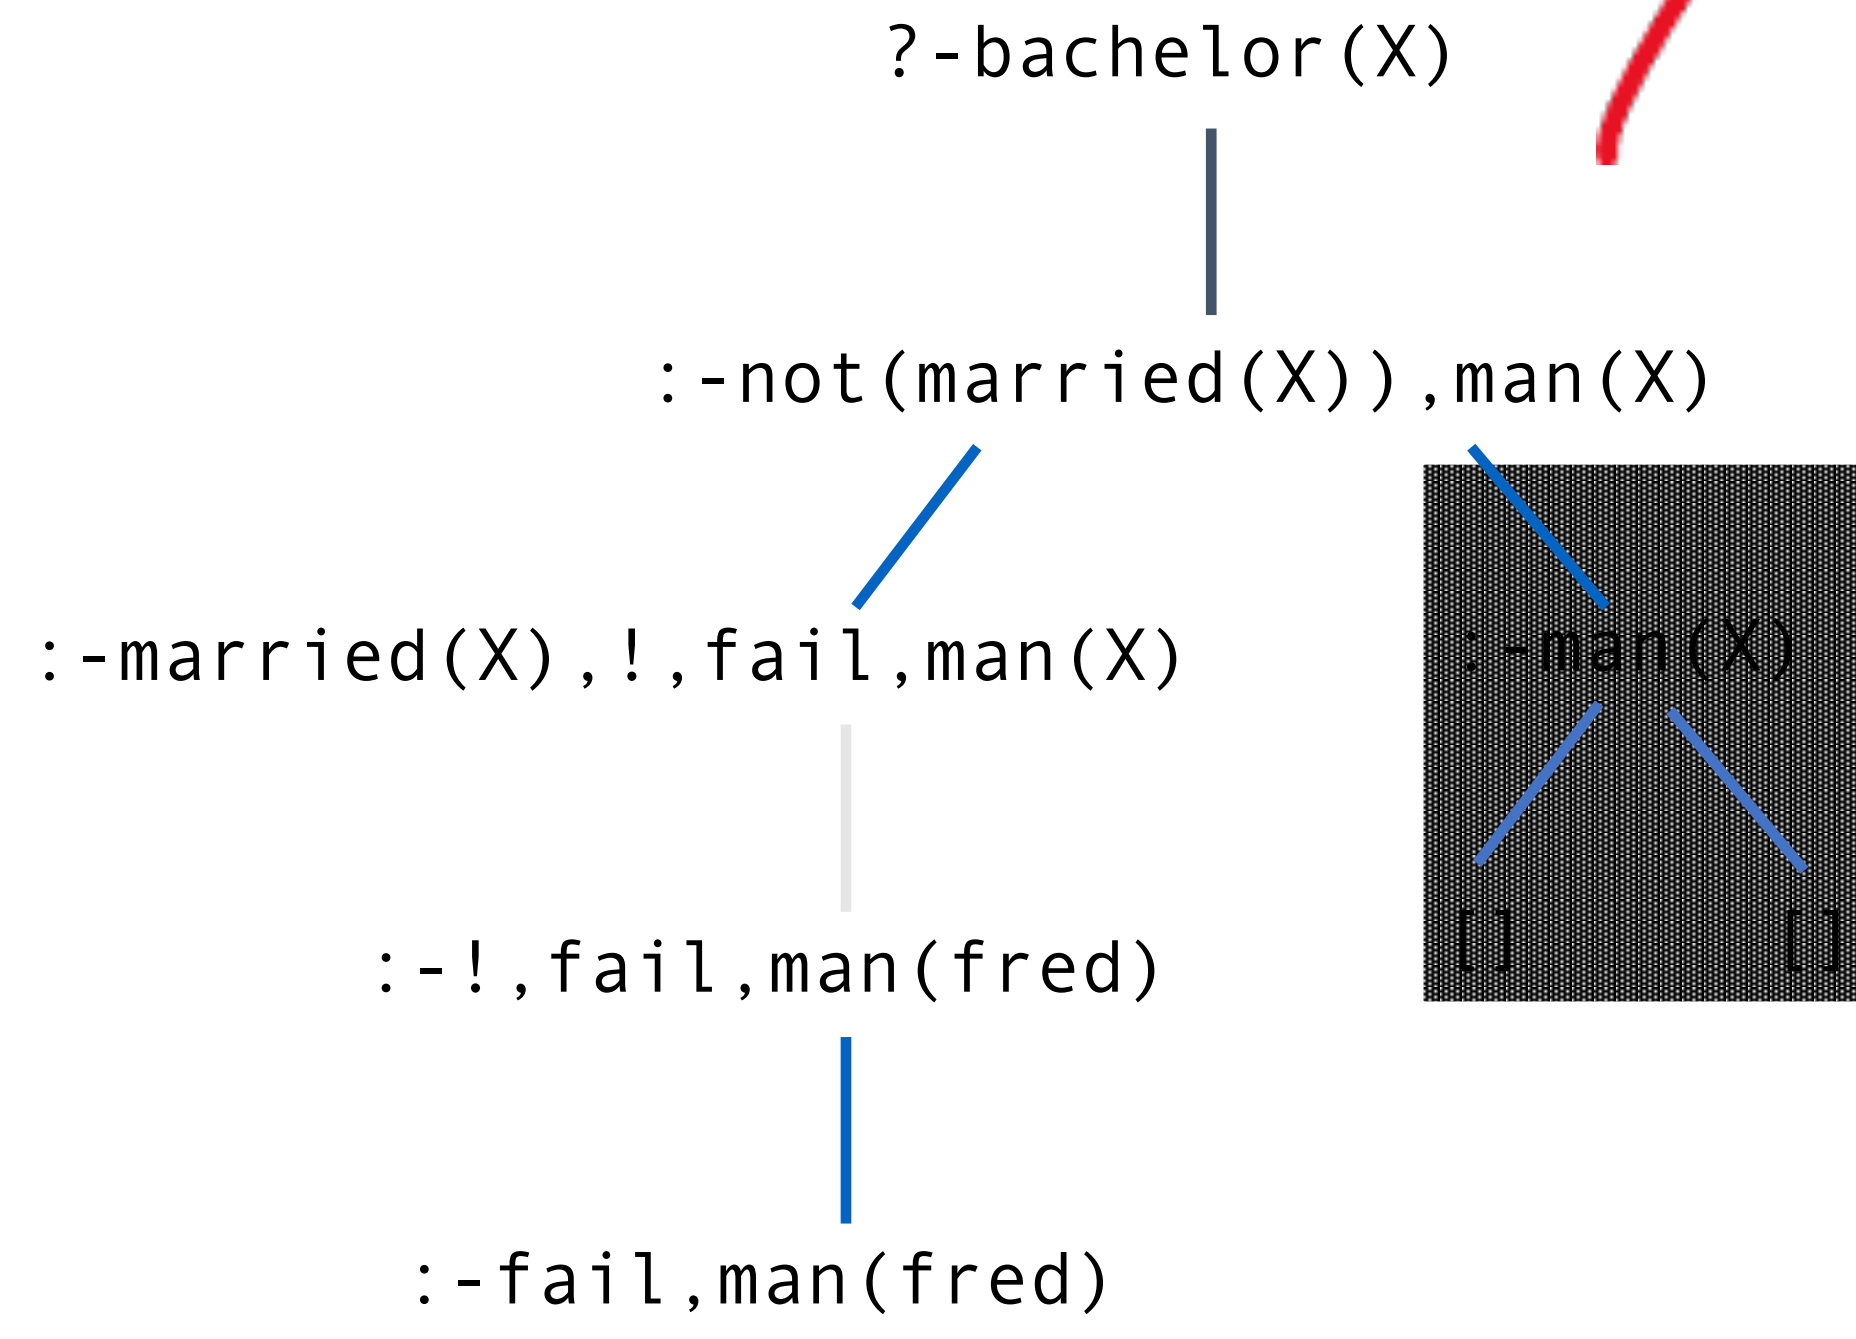 ?-bachelor(X)
:-not(married(X)),man(X)
:-married(X),!,fail,man(X)
:-man(X)
:-!,fail,man(fred)
[] []
:-fail,man(fred)